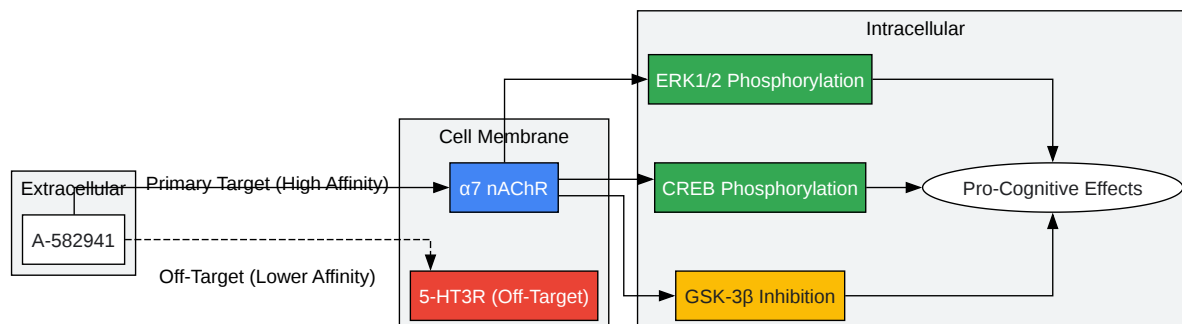 Intracellular
ERK1/2 Phosphorylation
Cell Membrane
Extracellular
Primary Target (High Affinity)
α7 nAChR
CREB Phosphorylation
Pro-Cognitive Effects
A-582941
Off-Target (Lower Affinity)
5-HT3R (Off-Target)
GSK-3β Inhibition